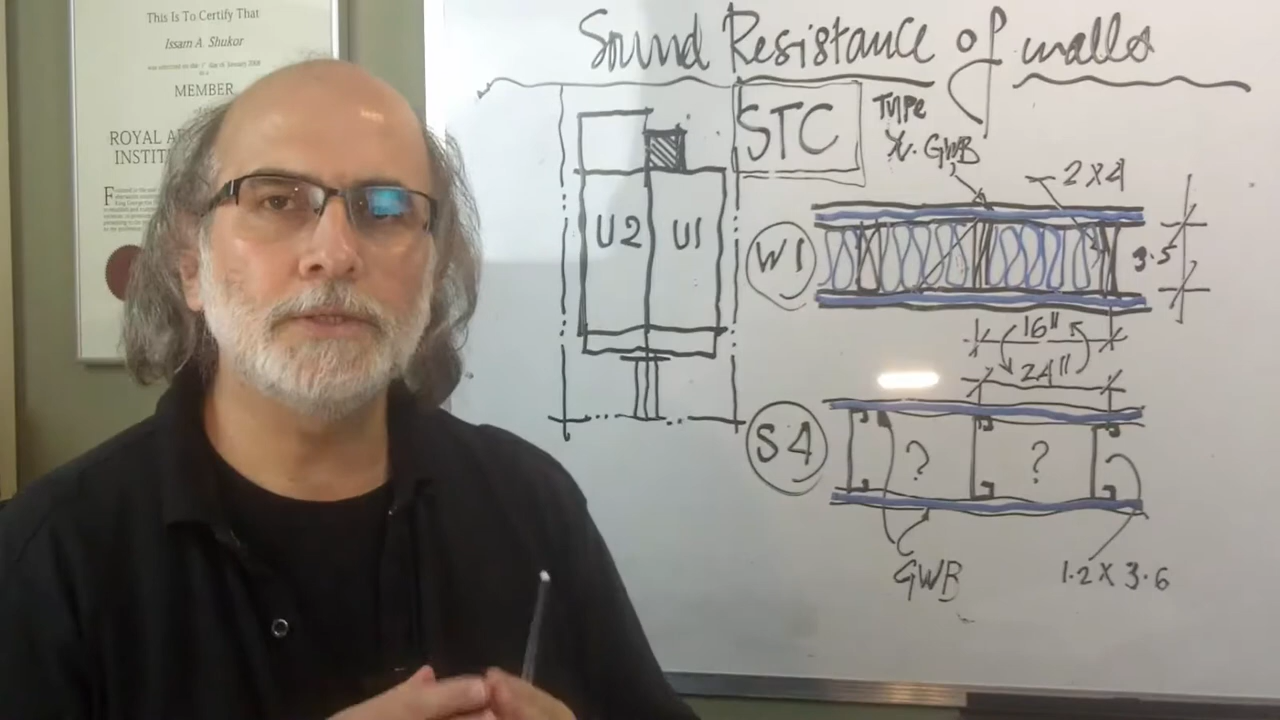 This Is To Certify That
Issam A. Shukor
MEMBER
ROYAL
INSTIT
Sound Resistance of walls
STC
Type
X. GWB
2x4
U2
U1
W1
3.5
16"
24"
S4
?
?
GWB
1.2 x 3.6